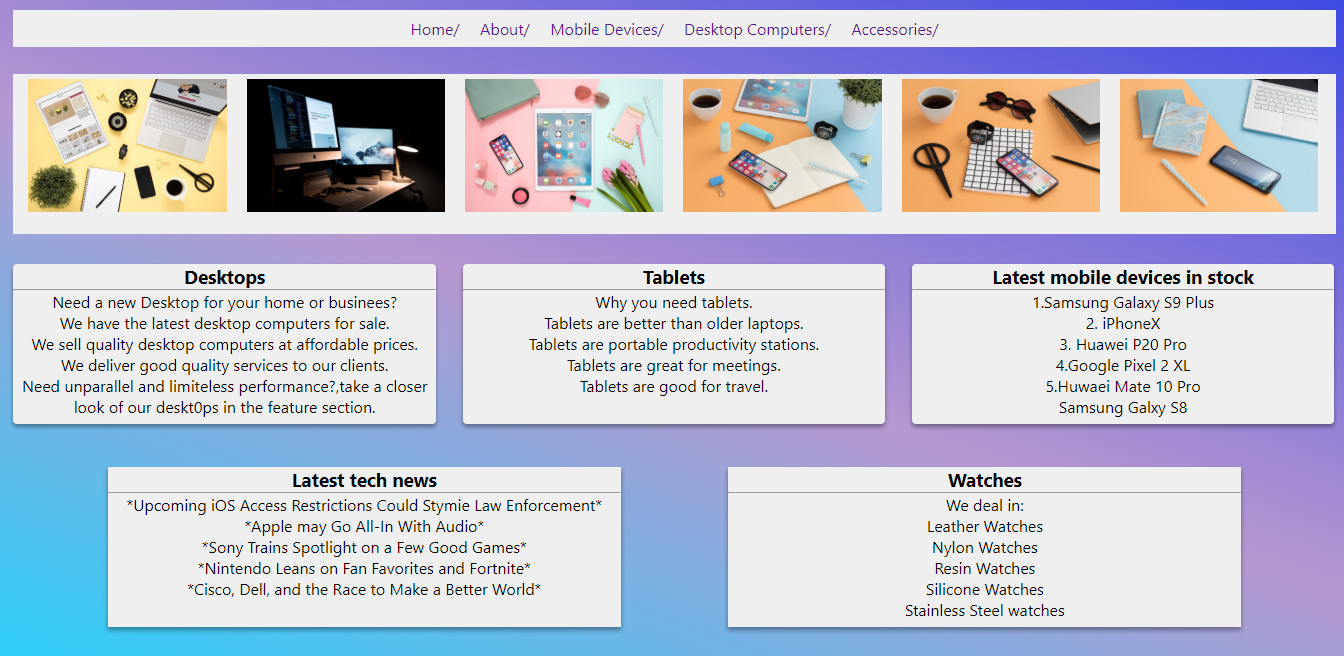 Home/ About/ Mobile Devices/ Desktop Computers/ Accessories/
Desktops
Need a new Desktop for your home or businees?
We have the latest desktop computers for sale.
We sell quality desktop computers at affordable prices.
We deliver good quality services to our clients.
Need unparallel and limiteless performance?,take a closer
look of our deskt0ps in the feature section.
Tablets
Why you need tablets.
Tablets are better than older laptops.
Tablets are portable productivity stations.
Tablets are great for meetings.
Tablets are good for travel.
Latest mobile devices in stock
1.Samsung Galaxy S9 Plus
2. iPhoneX
3. Huawei P20 Pro
4.Google Pixel 2 XL
5.Huwaei Mate 10 Pro
Samsung Galxy S8
Latest tech news
*Upcoming iOS Access Restrictions Could Stymie Law Enforcement*
*Apple may Go All-In With Audio*
*Sony Trains Spotlight on a Few Good Games*
*Nintendo Leans on Fan Favorites and Fortnite*
*Cisco, Dell, and the Race to Make a Better World*
Watches
We deal in:
Leather Watches
Nylon Watches
Resin Watches
Silicone Watches
Stainless Steel watches